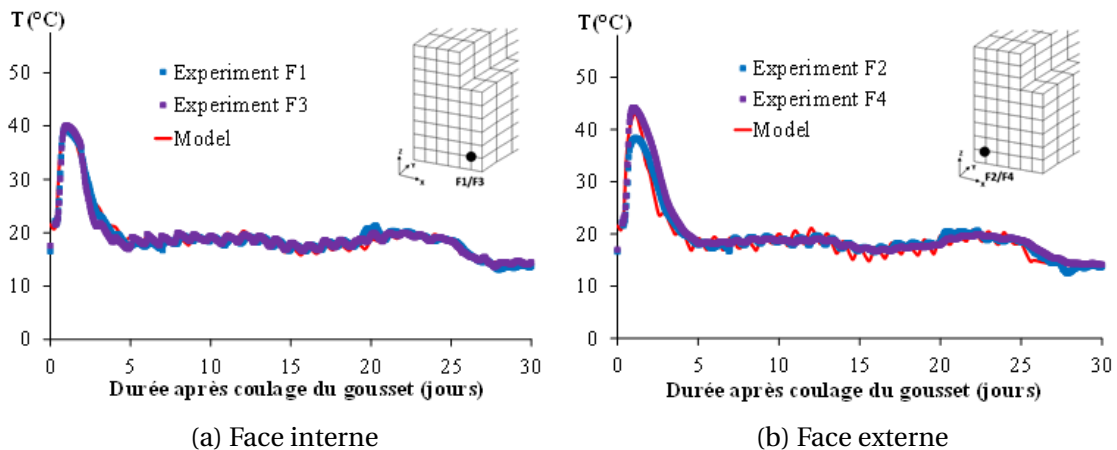 T (°C)
50
40
30
20
10
0
Experiment F1
Experiment F3
Model
z
Y
X
F1/F3
0 5 10 15 20 25 30
Durée après coulage du gousset (jours)
(a) Face interne
T (°C)
50
40
30
20
10
0
Experiment F2
Experiment F4
Model
z
Y
X
F2/F4
0 5 10 15 20 25 30
Durée après coulage du gousset (jours)
(b) Face externe